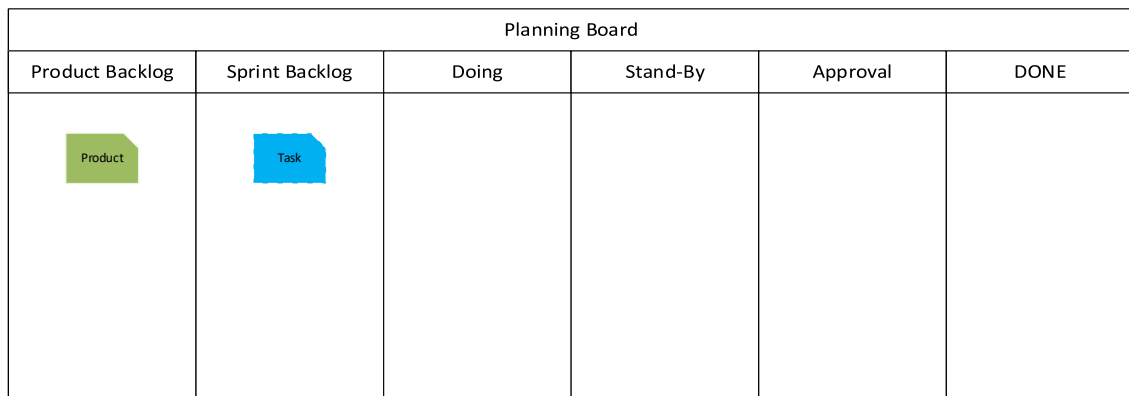 Planning Board
Product Backlog
Sprint Backlog
Doing
Stand-By
Approval
DONE
Product
Task